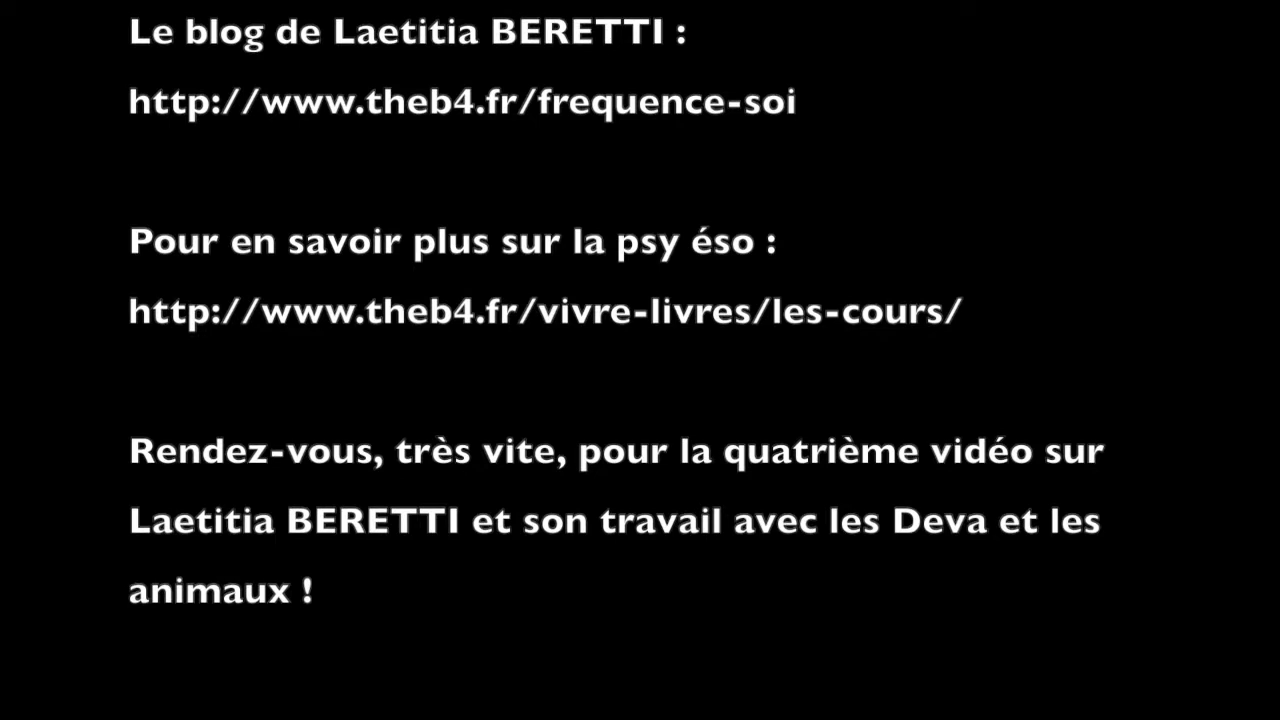 Le blog de Laetitia BERETTI :
http://www.theb4.fr/frequence-soi
Pour en savoir plus sur la psy éso :
http://www.theb4.fr/vivre-livres/les-cours/
Rendez-vous, très vite, pour la quatrième vidéo sur
Laetitia BERETTI et son travail avec les Deva et les
animaux !